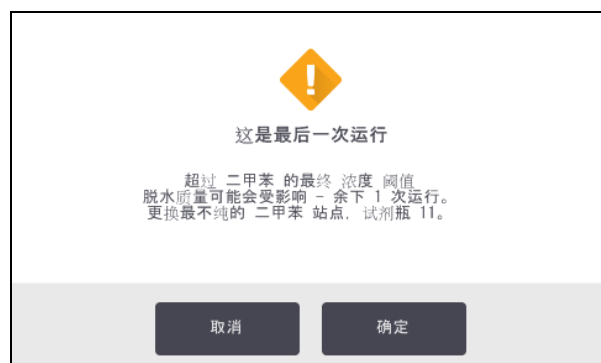 这是最后一次运行
超过 二甲苯 的最终 浓度 阈值
脱水质量可能会受影响 – 余下 1 次运行。
更换最不纯的 二甲苯 站点, 试剂瓶 11。
取消
确定